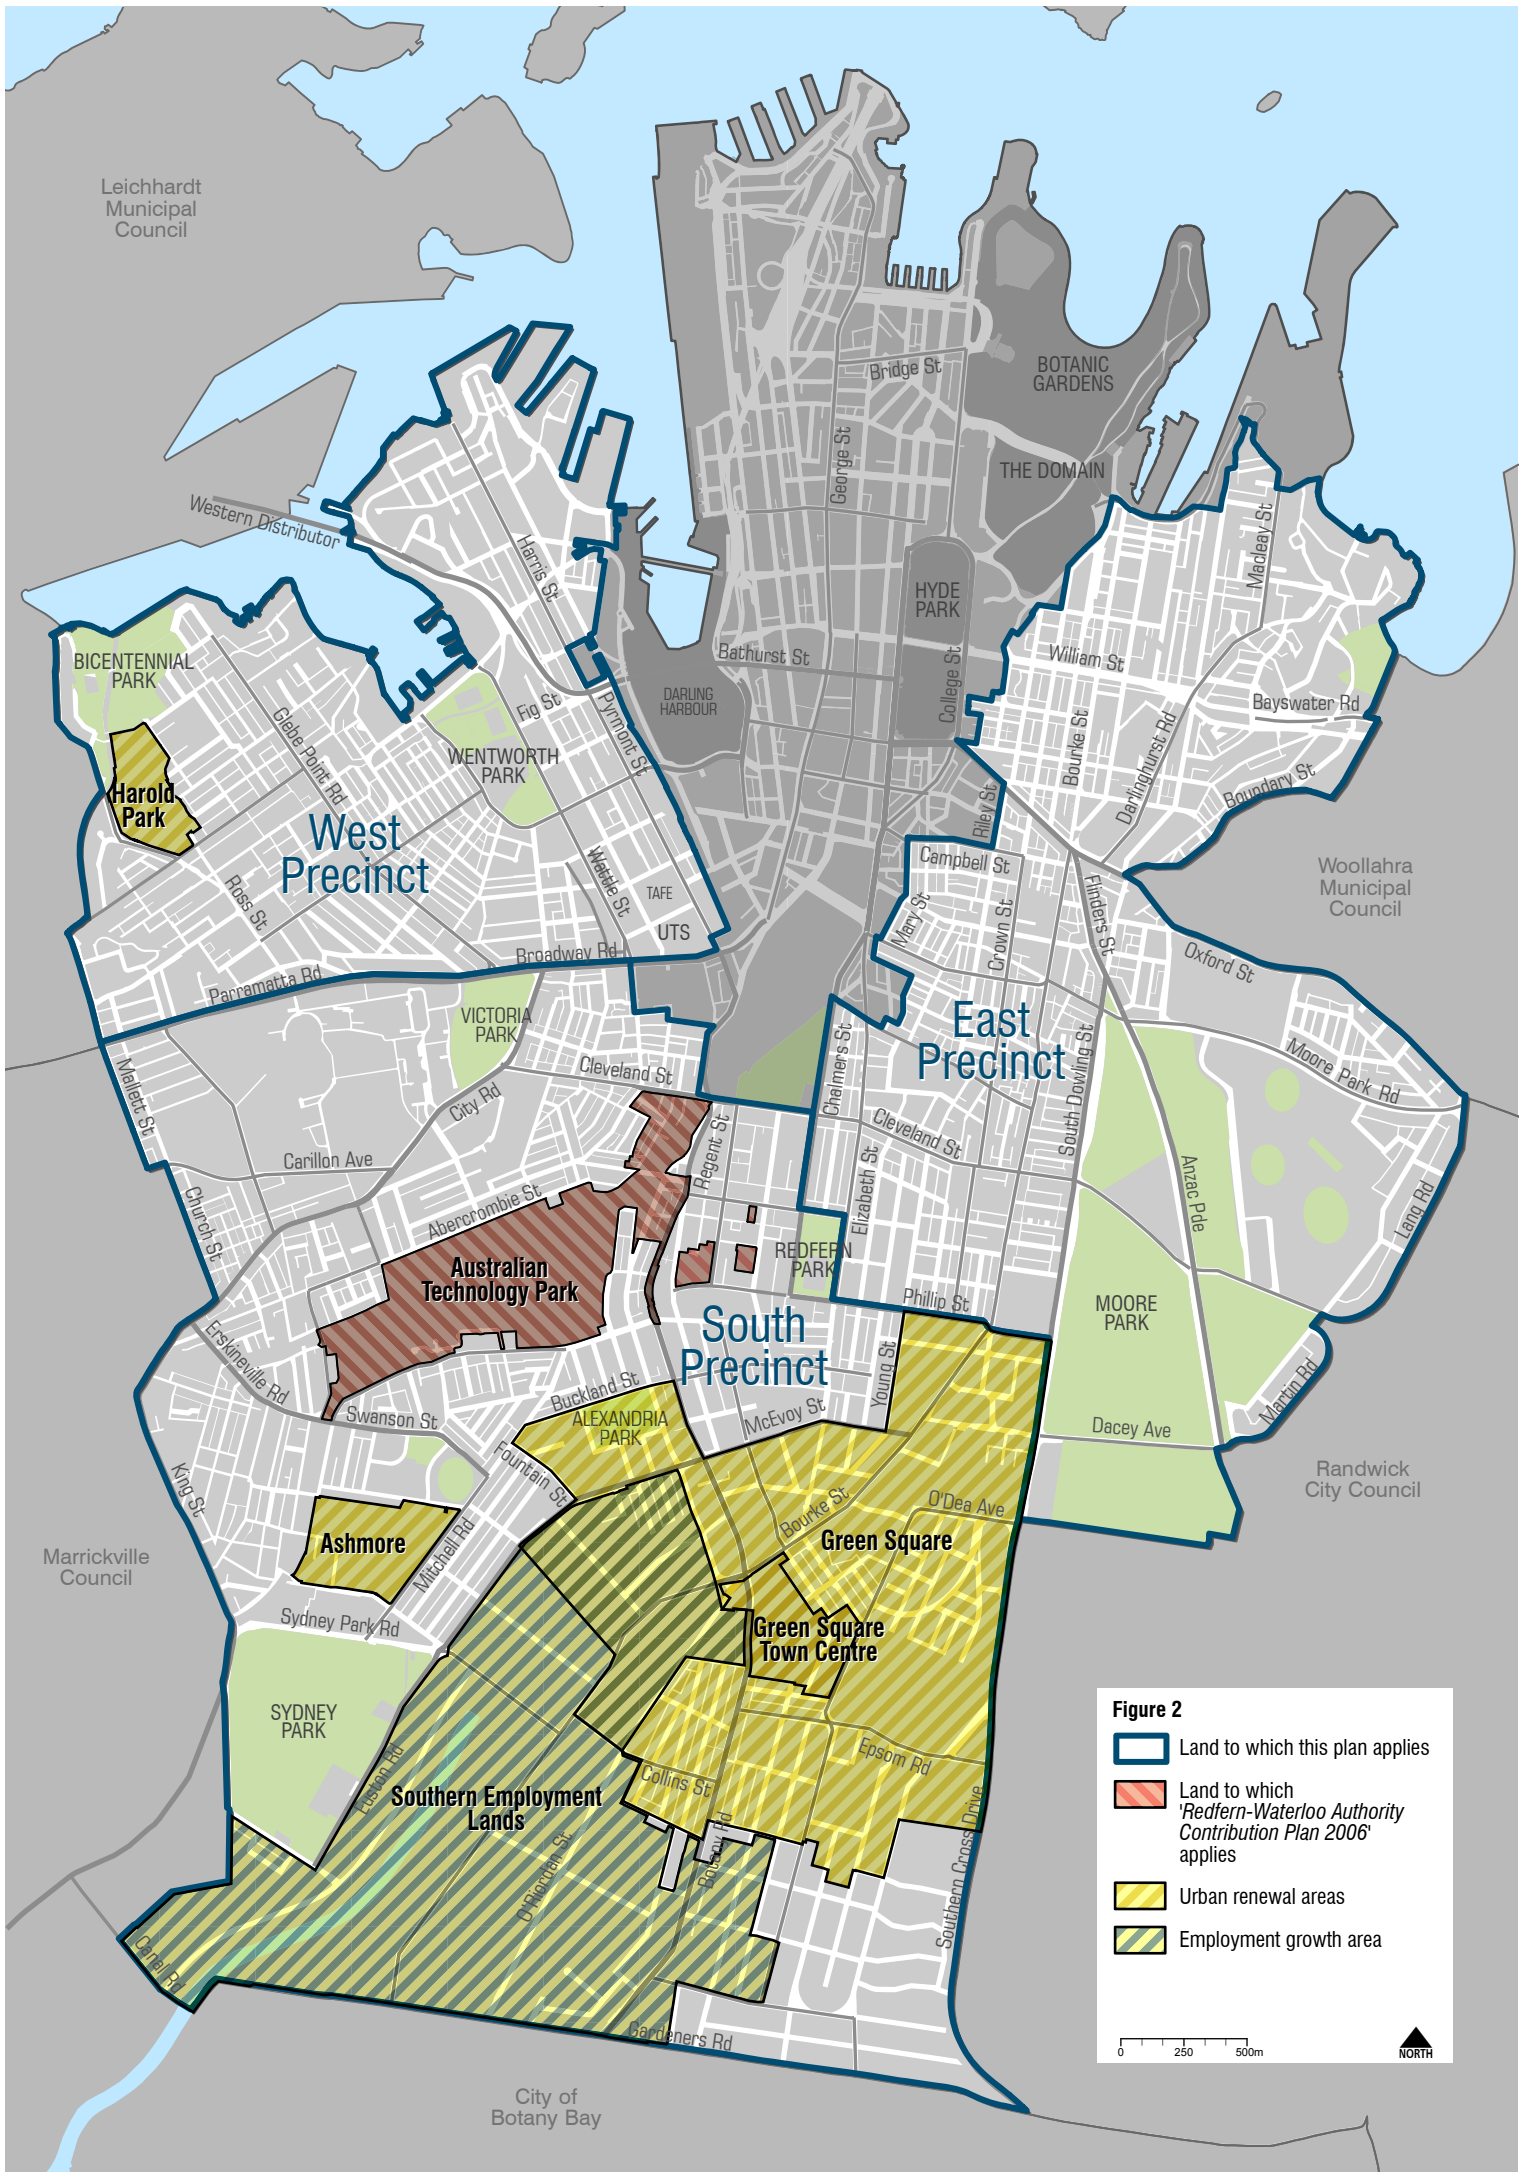 Leichhardt
Municipal
Council
Bridge St
BOTANIC
GARDENS
George St
THE DOMAIN
Western Distributor
Harris St
Macleay St
HYDE
PARK
BICENTENNIAL
PARK
Bathurst St
William St
College St
DARLING
HARBOUR
Fig St
Pyrmont St
Bayswater Rd
Glebe Point Rd
WENTWORTH
PARK
Bourke St
Darlinghurst Rd
Boundary St
Harold
Park
West
Precinct
Riley St
Campbell St
Woollahra
Municipal
Council
Wattle St
TAFE
UTS
Ross St
Mary St
Crown St
Flinders St
Oxford St
Broadway Rd
Parramatta Rd
VICTORIA
PARK
East
Precinct
Cleveland St
Chalmers St
South Dowling St
Moore Park Rd
Mallett St
City Rd
Cleveland St
Regent St
Carillon Ave
Elizabeth St
Anzac Pde
Lang Rd
Church St
Abercrombie St
Australian
Technology Park
REDFERN
PARK
Phillip St
MOORE
PARK
South
Precinct
Erskineville Rd
Young St
Buckland St
Martin Rd
Swanson St
ALEXANDRIA
PARK
McEvoy St
Dacey Ave
Fountain St
King St
Randwick
City Council
Bourke St
O'Dea Ave
Green Square
Ashmore
Mitchell Rd
Marrickville
Council
Sydney Park Rd
Green Square
Town Centre
SYDNEY
PARK
Epsom Rd
Euston Rd
Collins St
Southern Employment
Lands
Botany Rd
O'Riordan St
Southern Cross Drive
Canal Rd
Gardeners Rd
City of
Botany Bay
Figure 2
Land to which this plan applies
Land to which
'Redfern-Waterloo Authority
Contribution Plan 2006'
applies
Urban renewal areas
Employment growth area
0 250 500m
NORTH